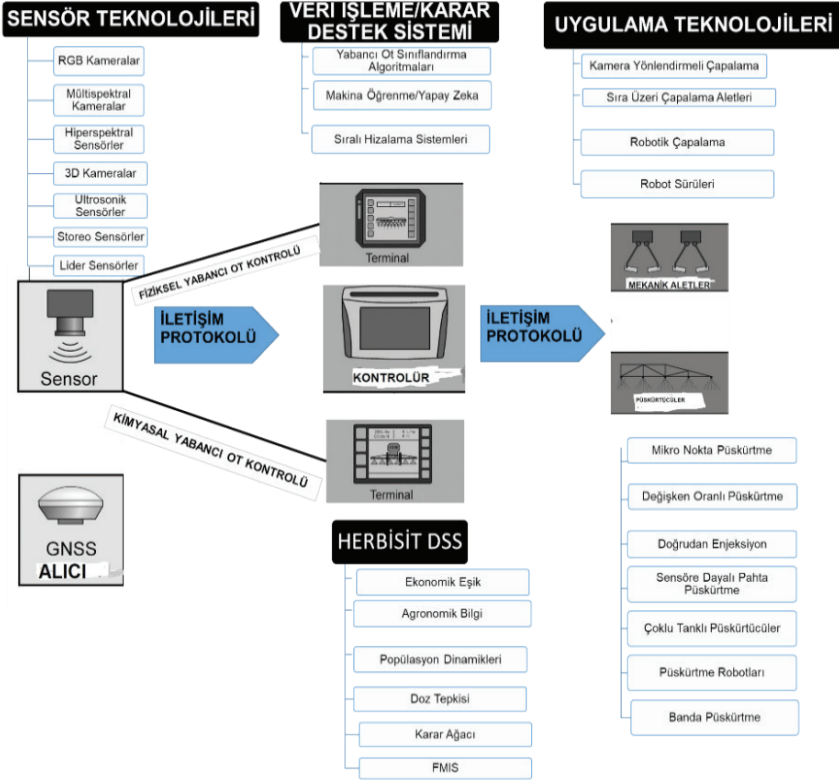 SENSÖR TEKNOLOJİLERİ
RGB Kameralar
Mültispektral
Kameralar
Hiperspektral
Sensörler
3D Kameralar
Ultrosonik
Sensörler
Storeo Sensörler
Lider Sensörler
Sensor
GNSS
ALICI
VERİ İŞLEME/KARAR
DESTEK SİSTEMİ
Yabancı Ot Sınıflandırma
Algoritmaları
Makina Öğrenme/Yapay Zeka
Sıralı Hizalama Sistemleri
Terminal
FİZİKSEL YABANCI OT KONTROLÜ
İLETİŞİM
PROTOKOLÜ
KONTROLÜR
İLETİŞİM
PROTOKOLÜ
KİMYASAL YABANCI OT KONTROLÜ
Terminal
HERBİSİT DSS
Ekonomik Eşik
Agronomik Bilgi
Popülasyon Dinamikleri
Doz Tepkisi
Karar Ağacı
FMIS
UYGULAMA TEKNOLOJİLERİ
Kamera Yönlendirmeli Çapalama
Sıra Üzeri Çapalama Aletleri
Robotik Çapalama
Robot Sürüleri
MEKANİK ALETLERİ
PÜSKÜRTÜCÜLER
Mikro Nokta Püskürtme
Değişken Oranlı Püskürtme
Doğrudan Enjeksiyon
Sensöre Dayalı Pahta
Püskürtme
Çoklu Tanklı Püskürtücüler
Püskürtme Robotları
Banda Püskürtme